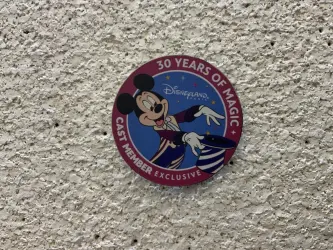 30 YEARS OF MAGIC
Disneyland
PARIS
CAST MEMBER EXCLUSIVE